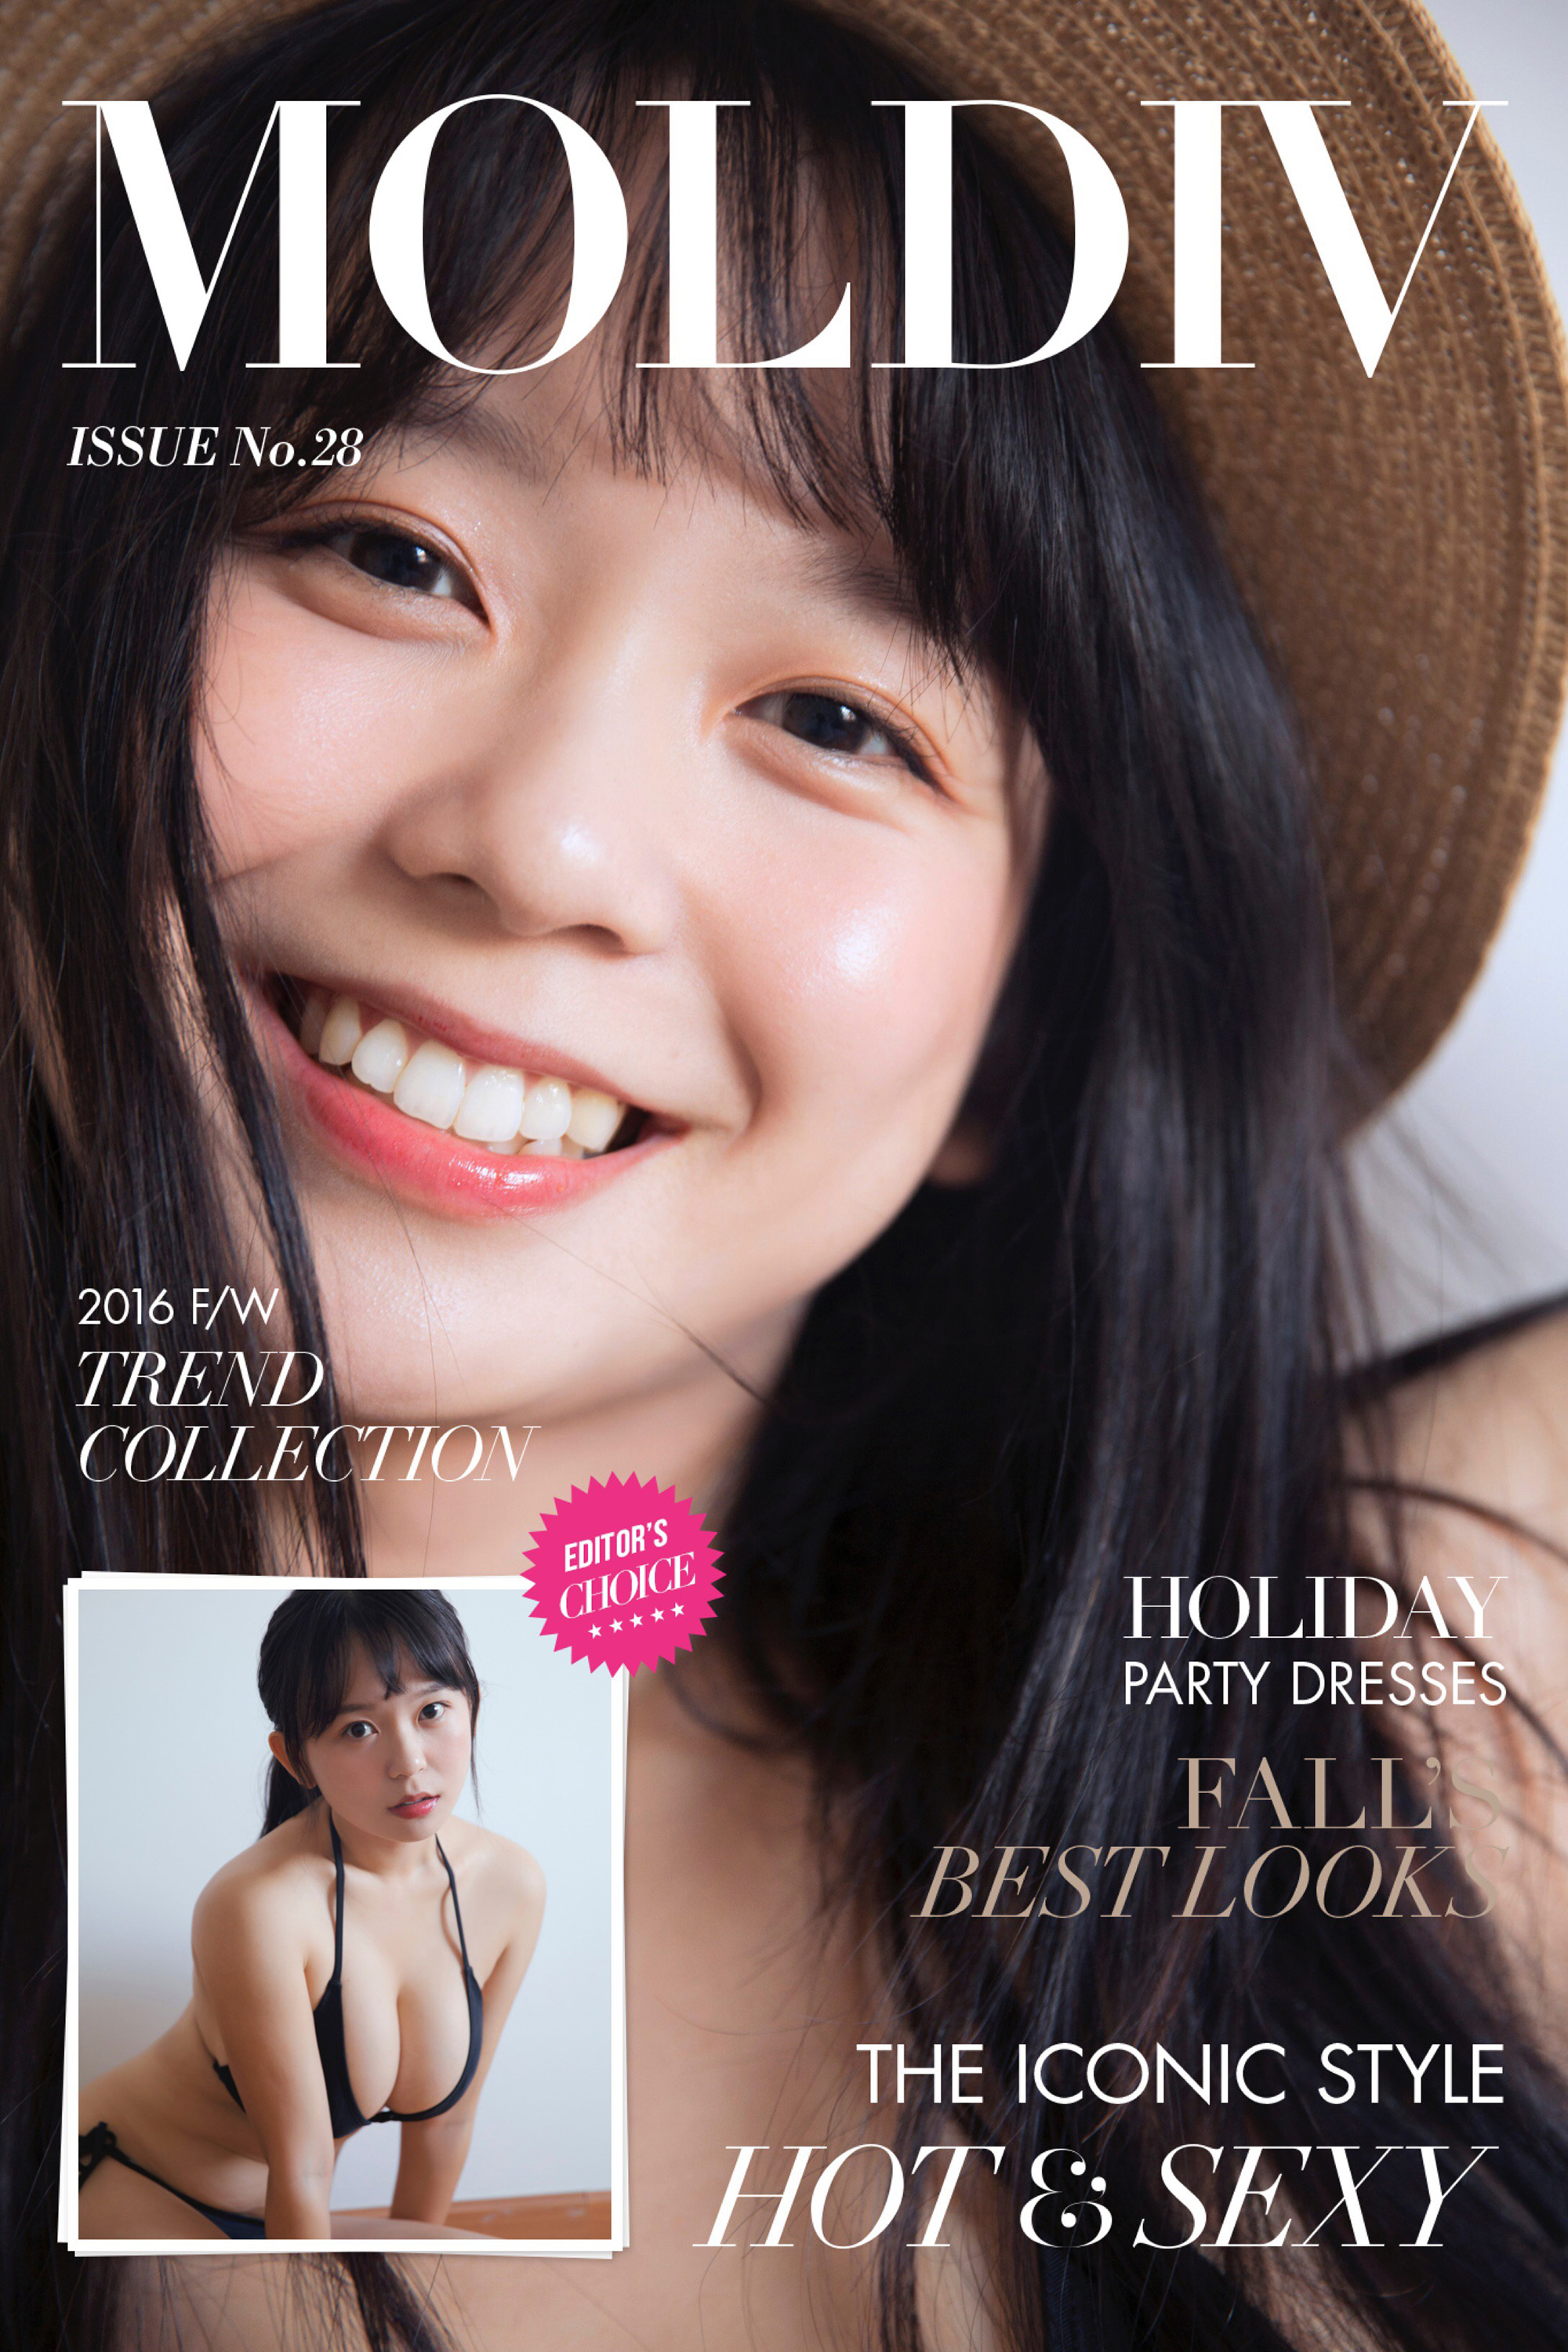 MOLDIV
ISSUE No.28
2016 F/W
TREND
COLLECTION
EDITOR'S
CHOICE
HOLIDAY
PARTY DRESSES
FALL'S
BEST LOOKS
THE ICONIC STYLE
HOT & SEXY